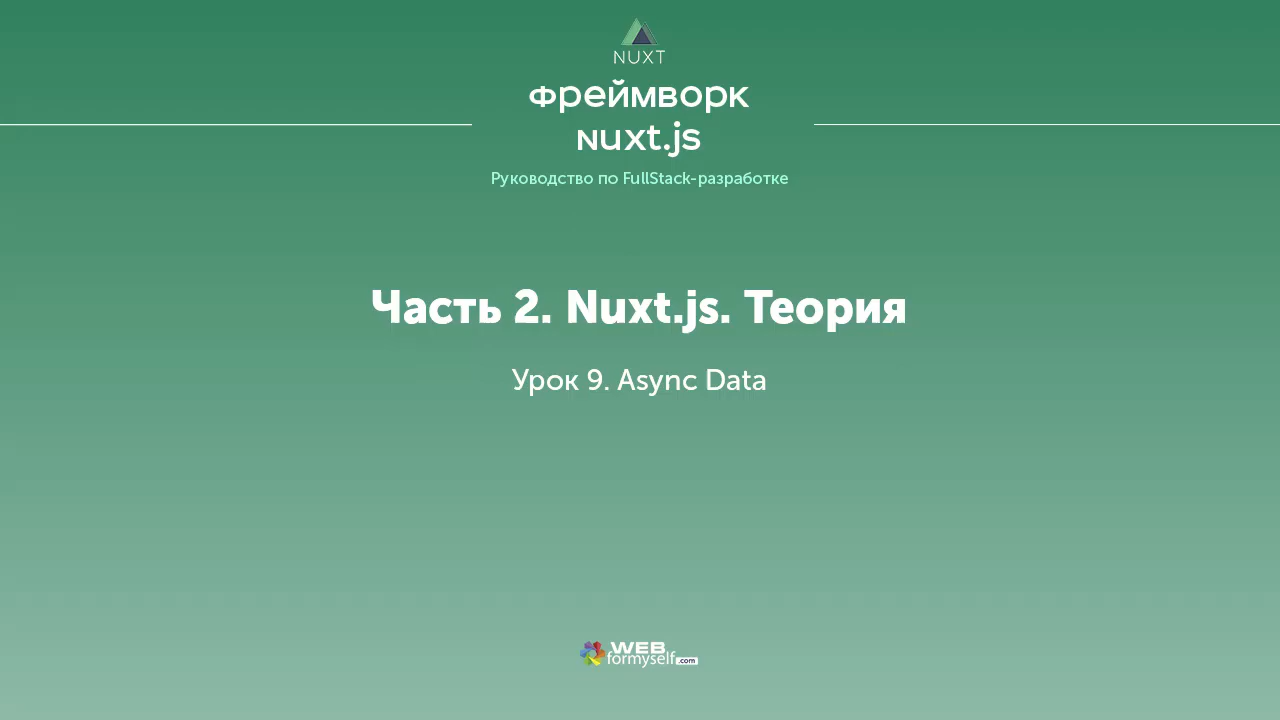 NUXT
Фреймворк
Nuxt.js
Руководство по FullStack-разработке
Часть 2. Nuxt.js. Теория
Урок 9. Async Data
WEB
formyself.com